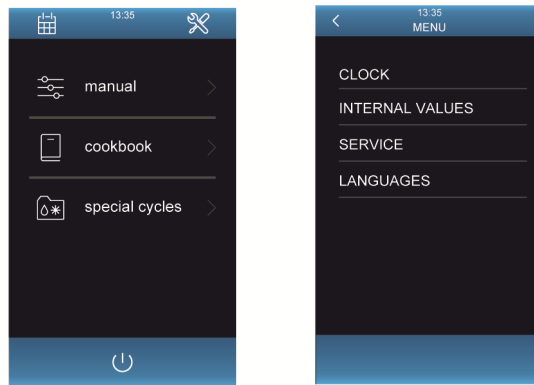 13:35
manual
cookbook
special cycles
13:35
MENU
CLOCK
INTERNAL VALUES
SERVICE
LANGUAGES